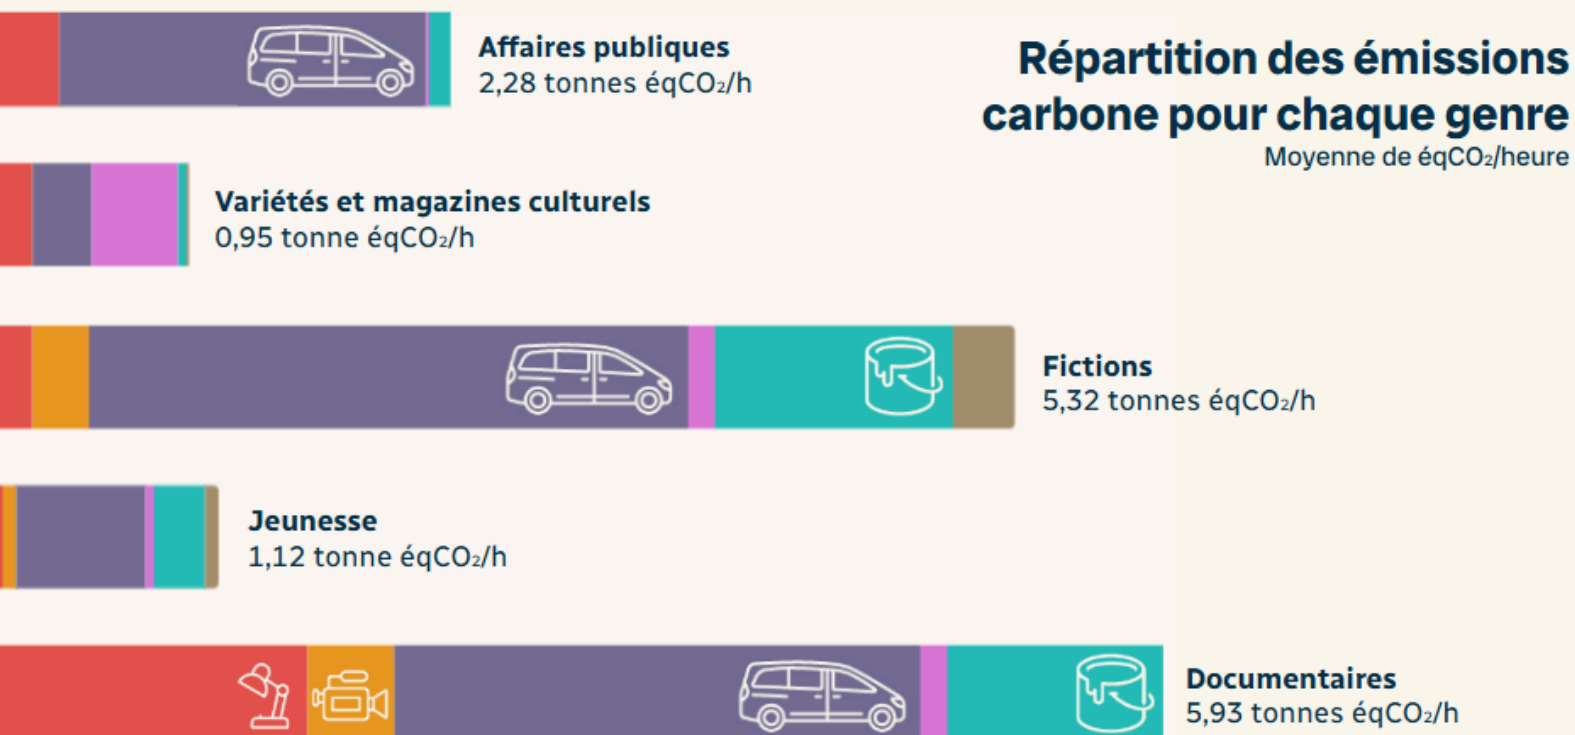 Répartition des émissions
carbone pour chaque genre
Moyenne de éqCO₂/heure
Affaires publiques
2,28 tonnes éqCO₂/h
Variétés et magazines culturels
0,95 tonne éqCO₂/h
Fictions
5,32 tonnes éqCO₂/h
Jeunesse
1,12 tonne éqCO₂/h
Documentaires
5,93 tonnes éqCO₂/h